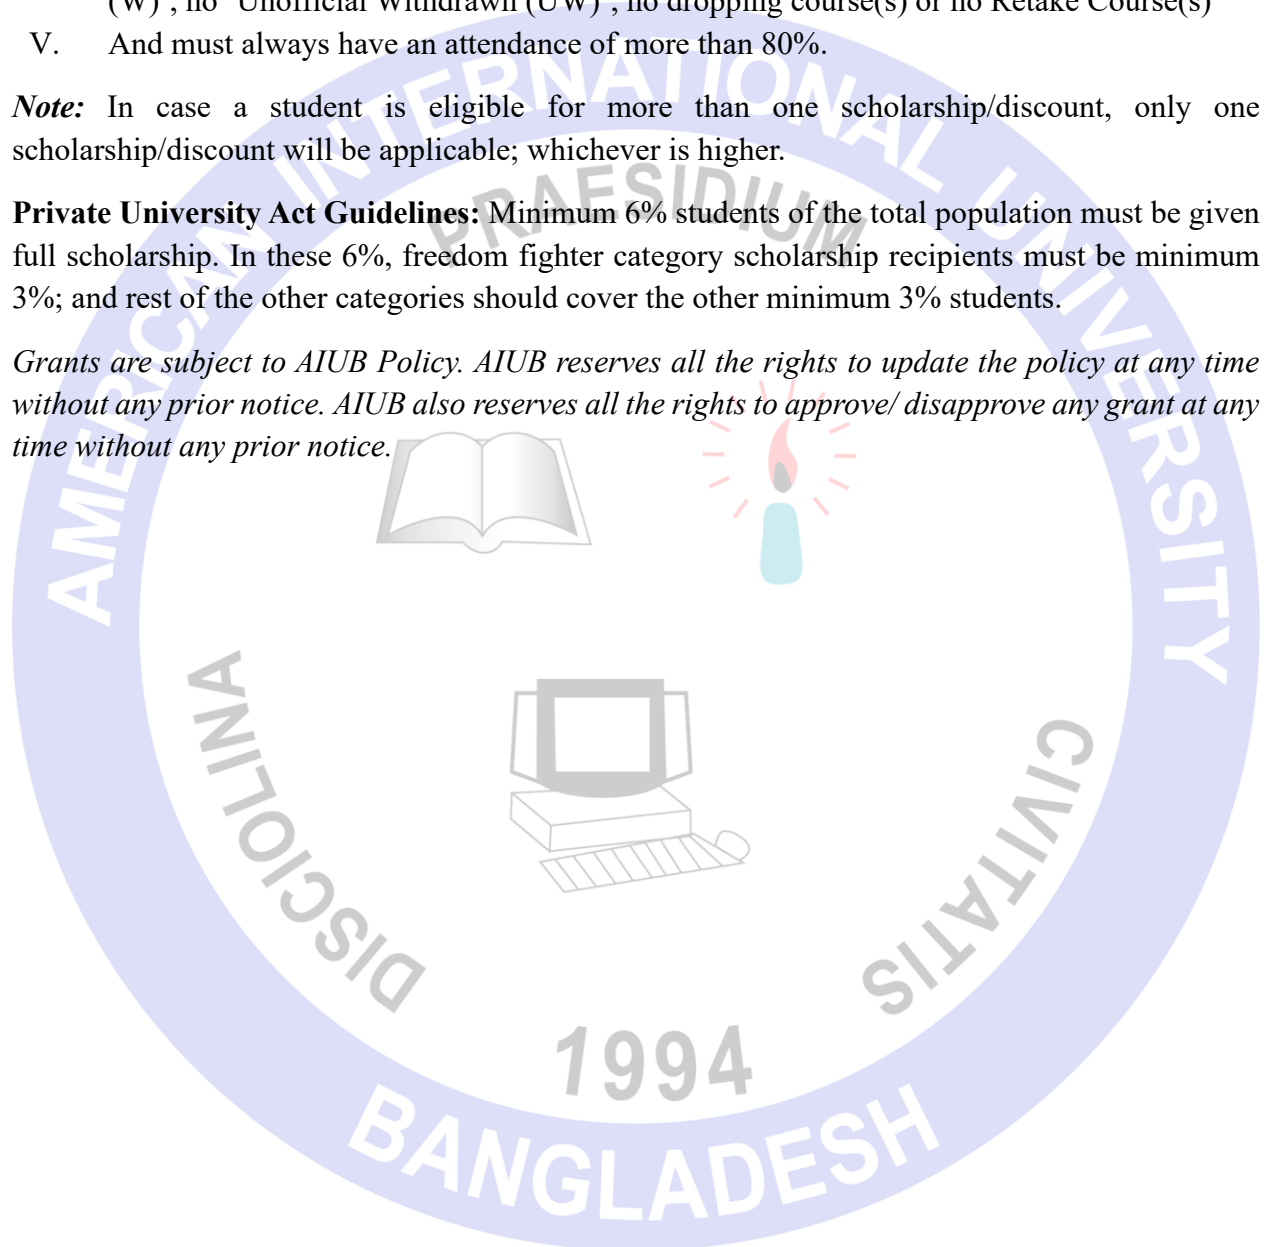 (W)", no "Unofficial Withdrawn (UW)", no dropping course(s) or no Retake Course(s)
V. And must always have an attendance of more than 80%.
Note: In case a student is eligible for more than one scholarship/discount, only one
scholarship/discount will be applicable; whichever is higher.
Private University Act Guidelines: Minimum 6% students of the total population must be given
full scholarship. In these 6%, freedom fighter category scholarship recipients must be minimum
3%; and rest of the other categories should cover the other minimum 3% students.
Grants are subject to AIUB Policy. AIUB reserves all the rights to update the policy at any time
without any prior notice. AIUB also reserves all the rights to approve/ disapprove any grant at any
time without any prior notice.
AMERICAN INTERNATIONAL UNIVERSITY
PRAESIDIUM
DISCIOLINA
CIVITATIS
1994
BANGLADESH